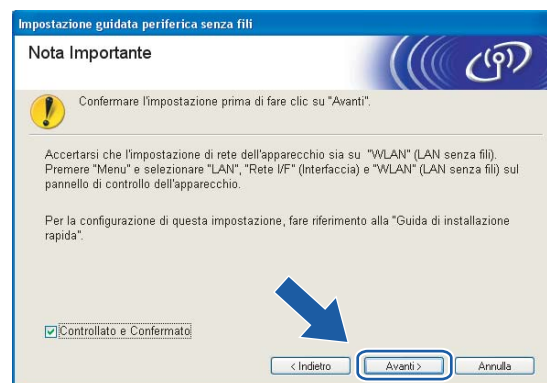 Impostazione guidata periferica senza fili
Nota Importante
Confermare l'impostazione prima di fare clic su "Avanti".
Accertarsi che l'impostazione di rete dell'apparecchio sia su "WLAN" (LAN senza fili).
Premere "Menu" e selezionare "LAN", "Rete I/F" (Interfaccia) e "WLAN" (LAN senza fili) sul
pannello di controllo dell'apparecchio.
Per la configurazione di questa impostazione, fare riferimento alla "Guida di installazione
rapida".
Controllato e Confermato
< Indietro
Avanti >
Annulla